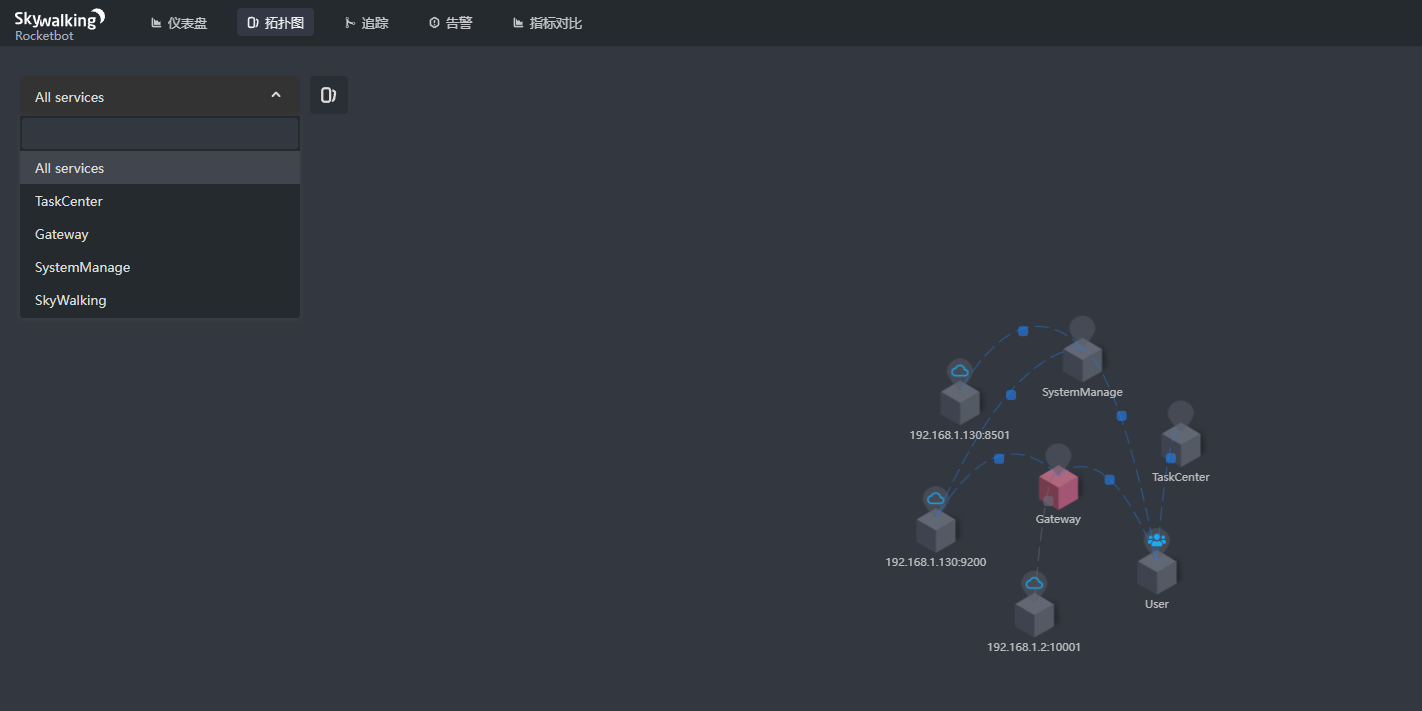 Skywalking
Rocketbot
仪表盘
拓扑图
追踪
告警
指标对比
All services
All services
TaskCenter
Gateway
SystemManage
SkyWalking
SystemManage
192.168.1.130:8501
TaskCenter
Gateway
192.168.1.130:9200
User
192.168.1.2:10001